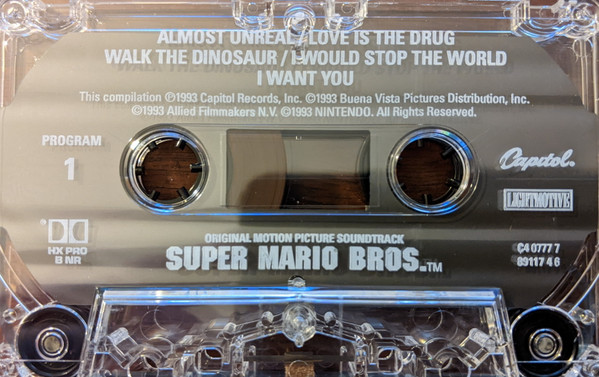 ALMOST UNREAL / LOVE IS THE DRUG
WALK THE DINOSAUR / I WOULD STOP THE WORLD
I WANT YOU
This compilation ℗1993 Capitol Records, Inc. ©1993 Buena Vista Pictures Distribution, Inc.
©1993 Allied Filmmakers N.V. ©1993 NINTENDO. All Rights Reserved.
PROGRAM
1
Capitol®
LIGHTMOTIVE
HX PRO
B NR
C4 0777 7
89117 4 6
ORIGINAL MOTION PICTURE SOUNDTRACK
SUPER MARIO BROS.™